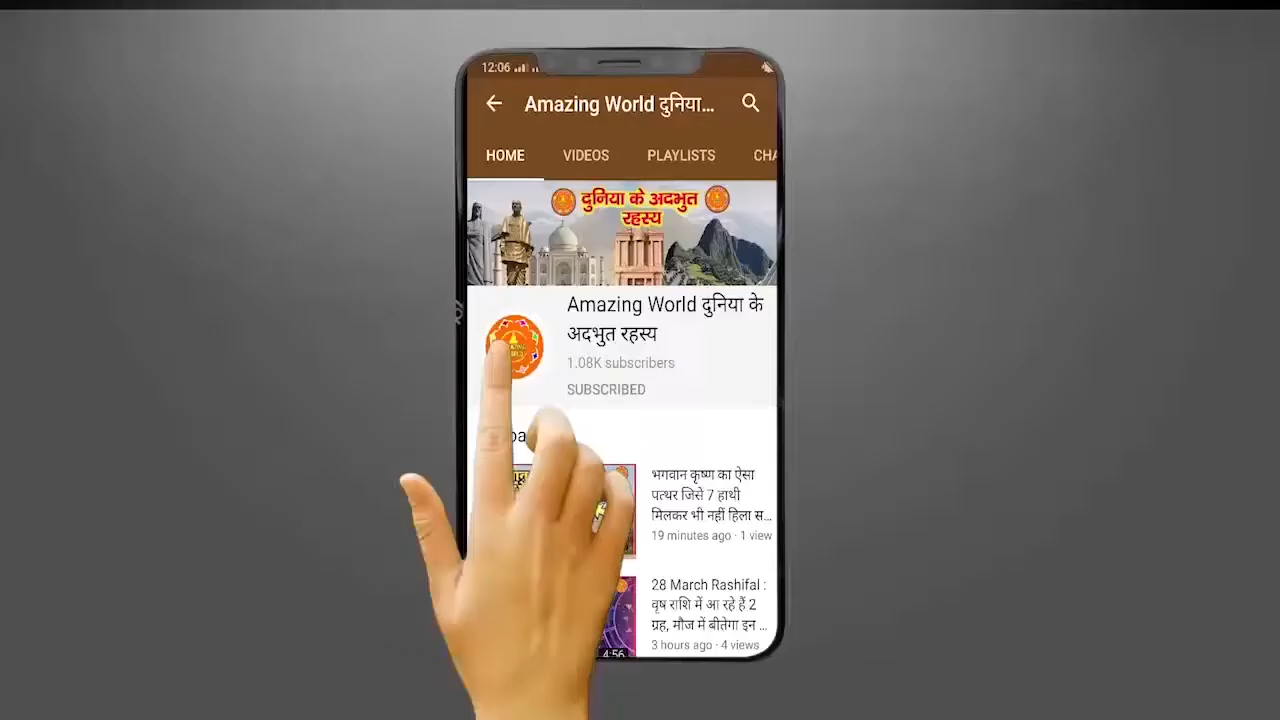 12:06
Amazing World दुनिया...
HOME VIDEOS PLAYLISTS CHA
दुनिया के अदभुत
रहस्य
Amazing World दुनिया के
अदभुत रहस्य
1.08K subscribers
SUBSCRIBED
भगवान कृष्ण का ऐसा
पत्थर जिसे 7 हाथी
मिलकर भी नहीं हिला स...
19 minutes ago · 1 view
28 March Rashifal :
वृष राशि में आ रहे हैं 2
ग्रह, मौज में बीतेगा इन ...
3 hours ago · 4 views
4:56